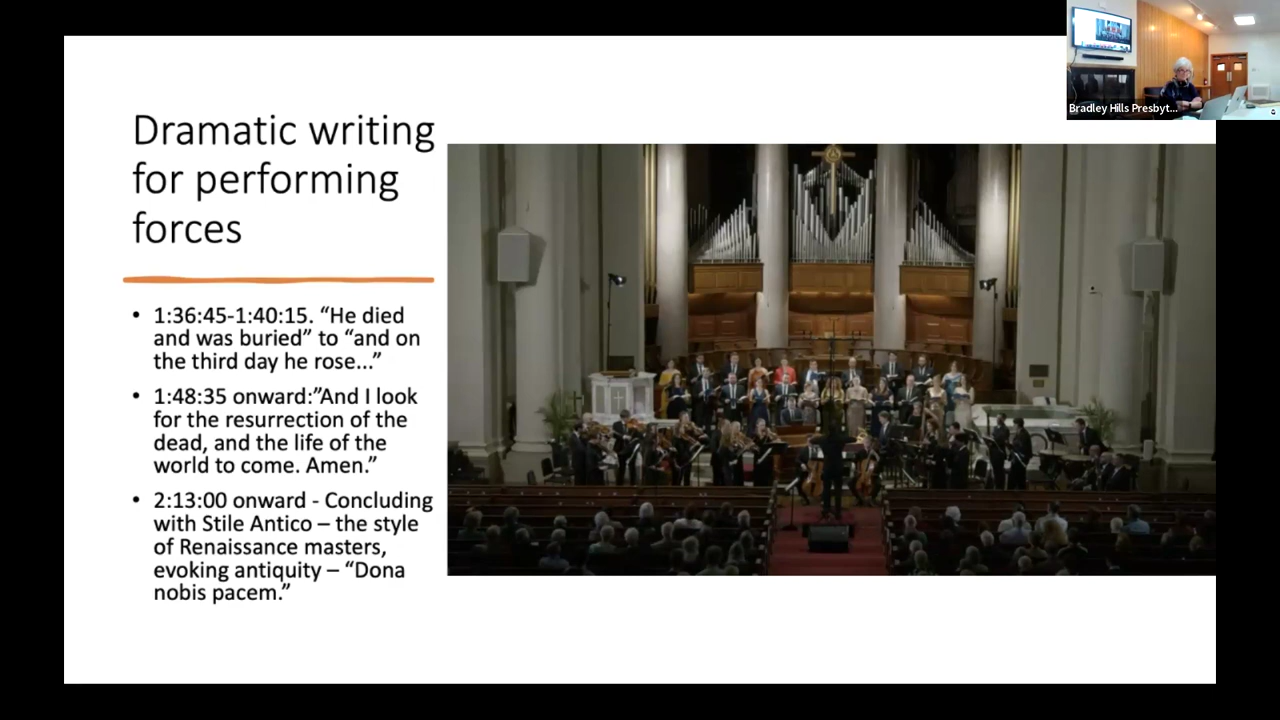 Bradley Hills Presbyt...
Dramatic writing
for performing
forces
• 1:36:45-1:40:15. “He died
and was buried” to “and on
the third day he rose...”
• 1:48:35 onward:”And I look
for the resurrection of the
dead, and the life of the
world to come. Amen.”
• 2:13:00 onward - Concluding
with Stile Antico – the style
of Renaissance masters,
evoking antiquity – “Dona
nobis pacem.”